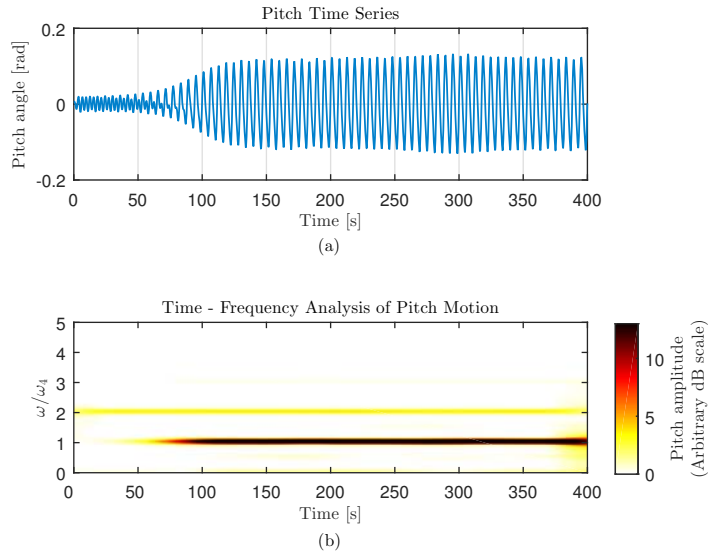 Pitch Time Series
Pitch angle [rad]
0.2
0
-0.2
0 50 100 150 200 250 300 350 400
Time [s]
(a)
Time - Frequency Analysis of Pitch Motion
ω/ω₄
5
4
3
2
1
0
0 50 100 150 200 250 300 350 400
Time [s]
10
5
0
Pitch amplitude
(Arbitrary dB scale)
(b)